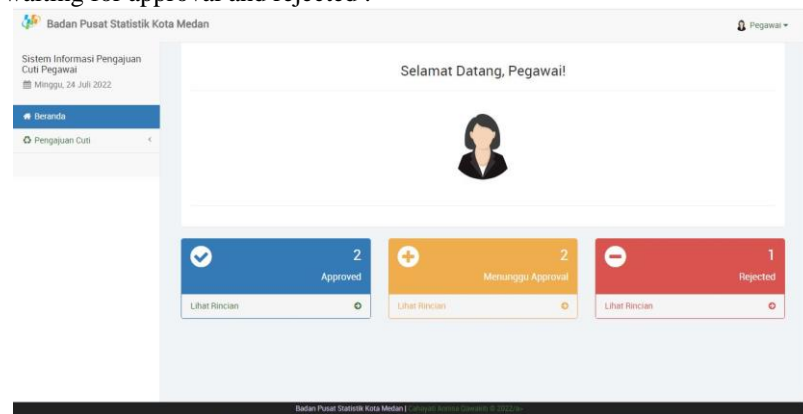 waiting for approval and rejected .
Badan Pusat Statistik Kota Medan
Pegawai
Sistem Informasi Pengajuan
Cuti Pegawai
Minggu, 24 Juli 2022
Beranda
Pengajuan Cuti
Selamat Datang, Pegawai!
2
Approved
Lihat Rincian
2
Menunggu Approval
Lihat Rincian
1
Rejected
Lihat Rincian
Badan Pusat Statistik Kota Medan |